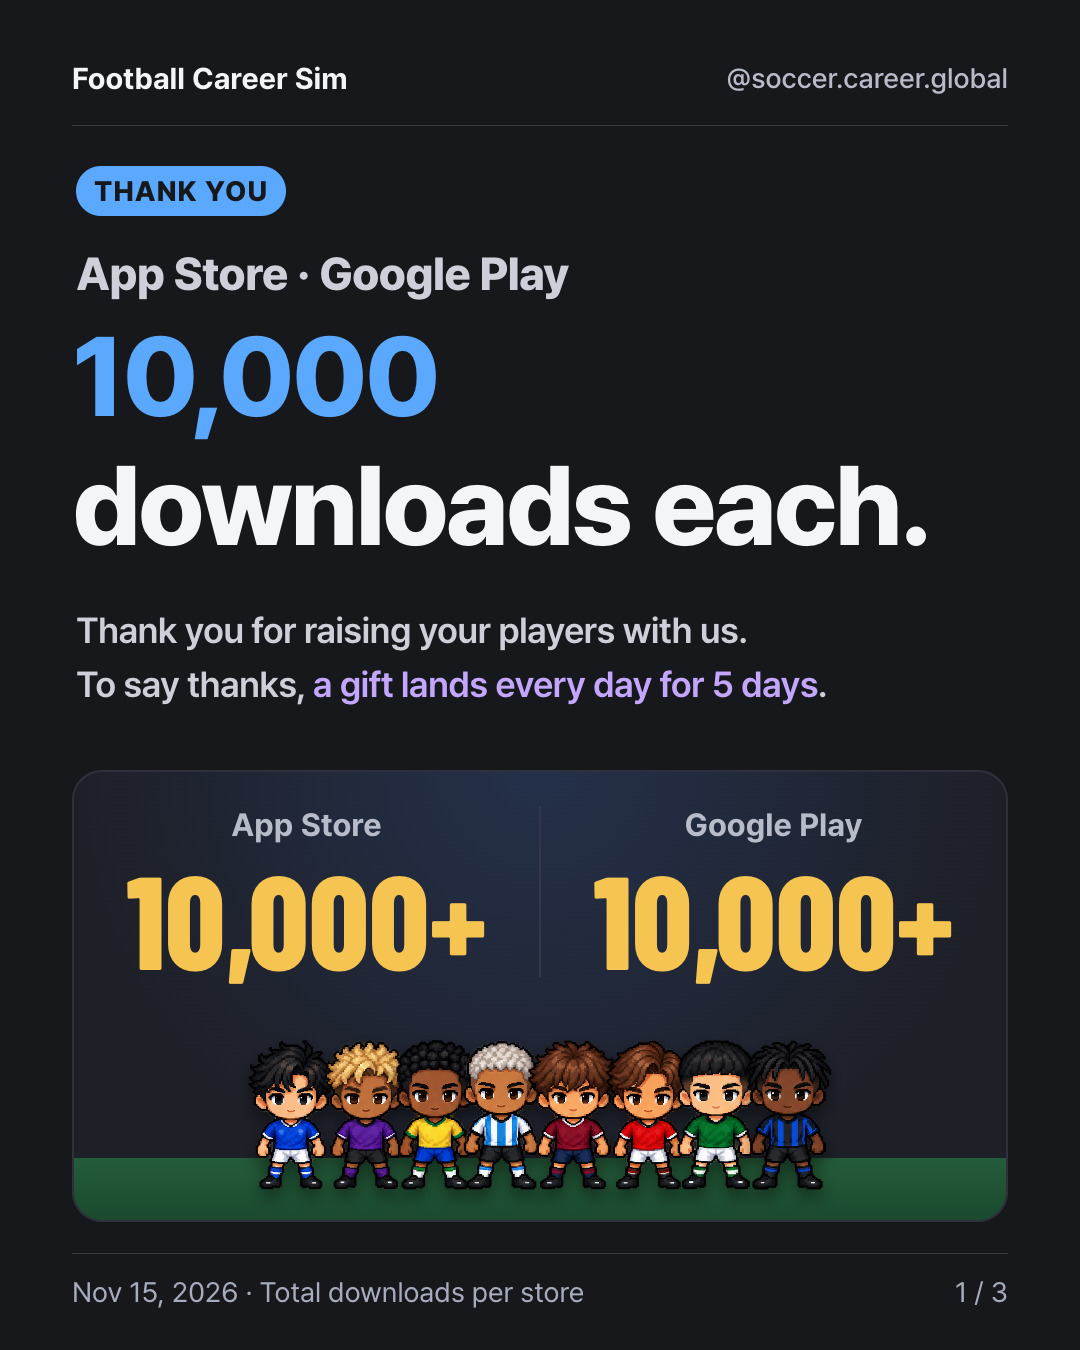 Football Career Sim
@soccer.career.global
THANK YOU
App Store · Google Play
10,000
downloads each.
Thank you for raising your players with us.
To say thanks, a gift lands every day for 5 days.
App Store
10,000+
Google Play
10,000+
Nov 15, 2026 · Total downloads per store
1 / 3